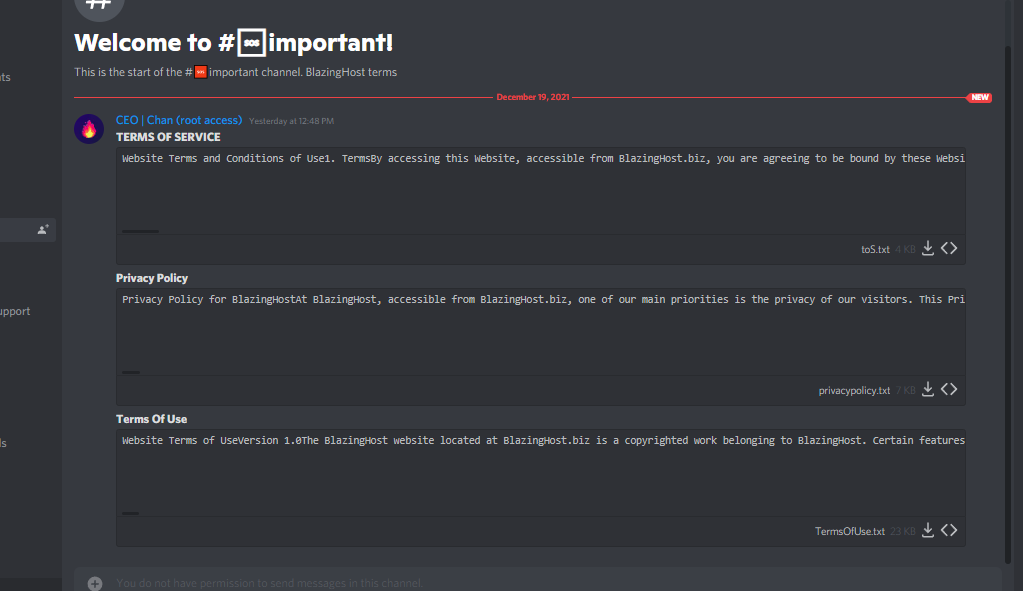 Welcome to # SOS important!
This is the start of the # SOS important channel. BlazingHost terms
December 19, 2021
NEW
CEO | Chan (root access) Yesterday at 12:48 PM
TERMS OF SERVICE
Website Terms and Conditions of Use1. TermsBy accessing this Website, accessible from BlazingHost.biz, you are agreeing to be bound by these Websi
toS.txt 4 KB
Privacy Policy
Privacy Policy for BlazingHostAt BlazingHost, accessible from BlazingHost.biz, one of our main priorities is the privacy of our visitors. This Pri
privacypolicy.txt 7 KB
upport
Terms Of Use
Website Terms of UseVersion 1.0The BlazingHost website located at BlazingHost.biz is a copyrighted work belonging to BlazingHost. Certain features
TermsOfUse.txt 23 KB
You do not have permission to send messages in this channel.